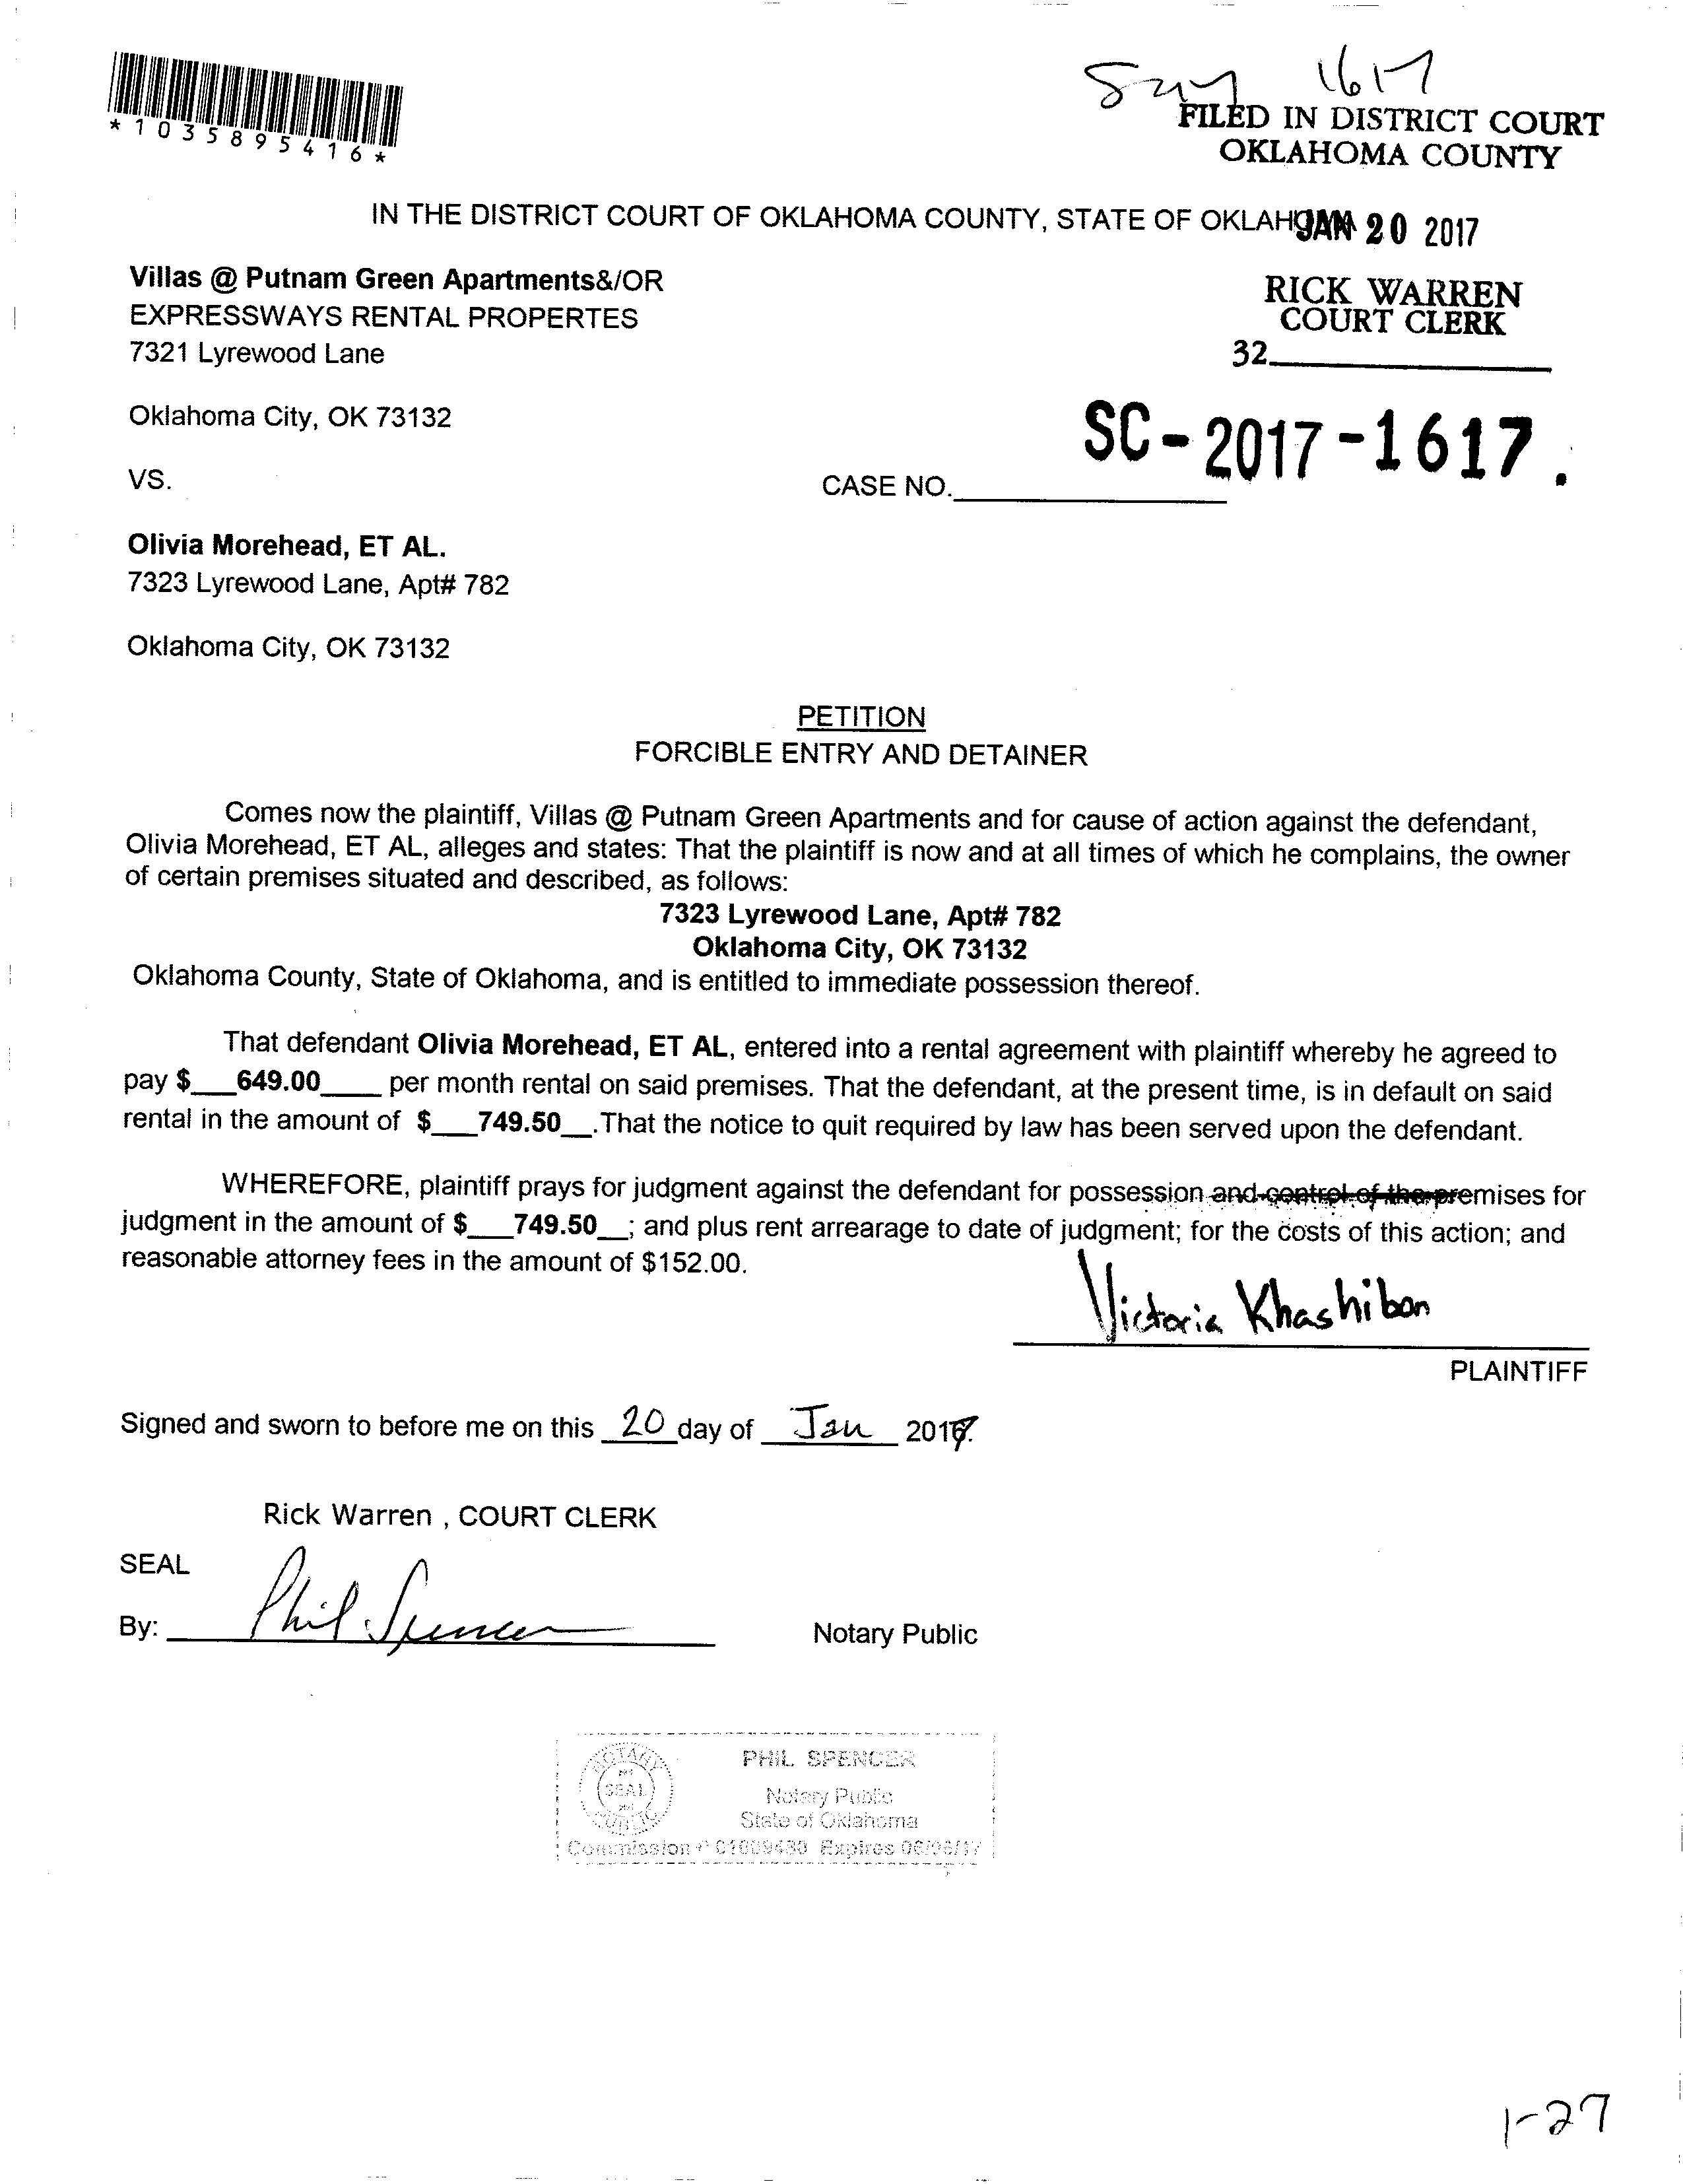 *1035895416*
1617
FILED IN DISTRICT COURT
OKLAHOMA COUNTY
IN THE DISTRICT COURT OF OKLAHOMA COUNTY, STATE OF
JAN 20 2017
Villas @ Putnam Green Apartments&/OR
EXPRESSWAYS RENTAL PROPERTES
7321 Lyrewood Lane
RICK WARREN
COURT CLERK
32
Oklahoma City, OK 73132
SC-2017-1617.
VS.
CASE NO.
Olivia Morehead, ET AL.
7323 Lyrewood Lane, Apt# 782
Oklahoma City, OK 73132
PETITION
FORCIBLE ENTRY AND DETAINER
Comes now the plaintiff, Villas @ Putnam Green Apartments and for cause of action against the defendant,
Olivia Morehead, ET AL, alleges and states: That the plaintiff is now and at all times of which he complains, the owner
of certain premises situated and described, as follows:
7323 Lyrewood Lane, Apt# 782
Oklahoma City, OK 73132
Oklahoma County, State of Oklahoma, and is entitled to immediate possession thereof.
That defendant Olivia Morehead, ET AL, entered into a rental agreement with plaintiff whereby he agreed to
pay $___649.00____ per month rental on said premises. That the defendant, at the present time, is in default on said
rental in the amount of $___749.50__.That the notice to quit required by law has been served upon the defendant.
WHEREFORE, plaintiff prays for judgment against the defendant for possession and control of the premises for
judgment in the amount of $___749.50__; and plus rent arrearage to date of judgment; for the costs of this action; and
reasonable attorney fees in the amount of $152.00.
Victoria Khashibon
PLAINTIFF
Signed and sworn to before me on this 20 day of Jan 2017.
Rick Warren , COURT CLERK
SEAL
By: Phil Spencer Notary Public
NOTARY
SEAL
PUBLIC
PHIL SPENCER
Notary Public
State of Oklahoma
Commission # 01009480 Expires 06/06/17
1-27